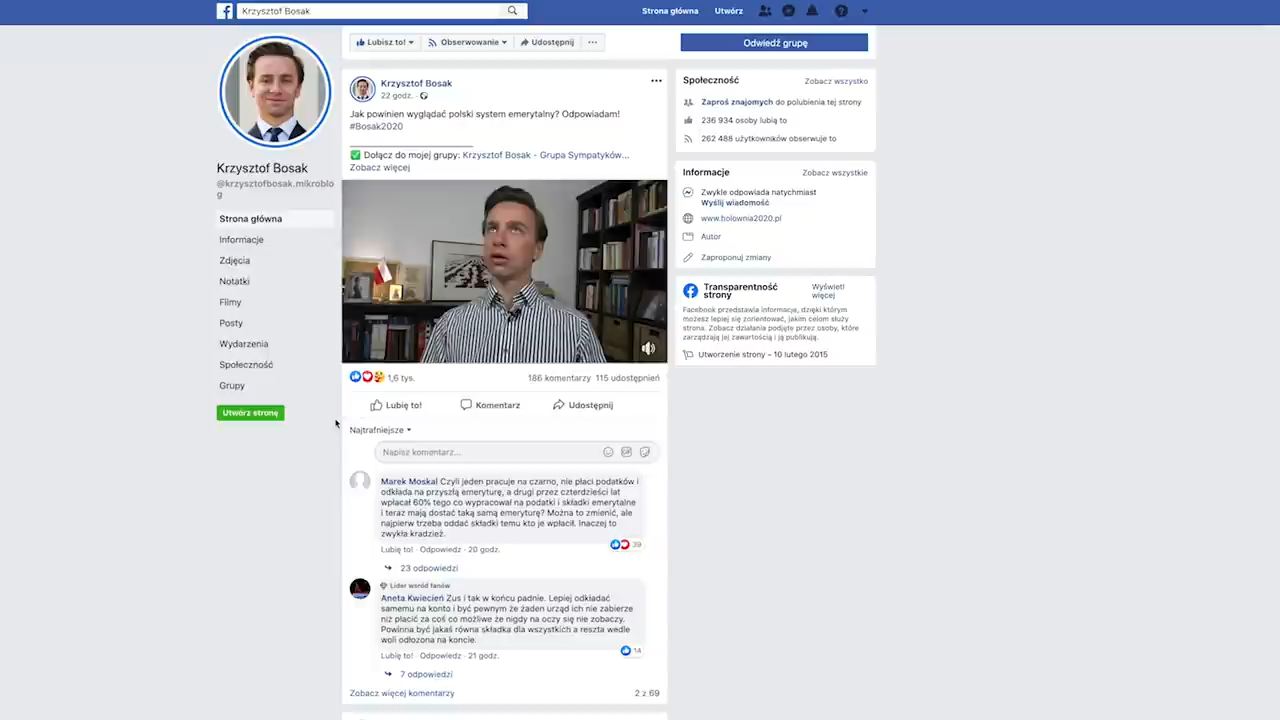 Krzysztof Bosak
Strona główna
Utwórz
Krzysztof Bosak
@krzysztofbosak.mikroblo
g
Strona główna
Informacje
Zdjęcia
Notatki
Filmy
Posty
Wydarzenia
Społeczność
Grupy
Utwórz stronę
Lubisz to!
Obserwowanie
Udostępnij
Krzysztof Bosak
22 godz. ·
Jak powinien wyglądać polski system emerytalny? Odpowiadam!
#Bosak2020
Dołącz do mojej grupy: Krzysztof Bosak - Grupa Sympatyków...
Zobacz więcej
1,6 tys.
186 komentarzy 115 udostępnień
Lubię to!
Komentarz
Udostępnij
Najtrafniejsze
Napisz komentarz...
Marek Moskal Czyli jeden pracuje na czarno, nie płaci podatków i
odkłada na przyszłą emeryturę, a drugi przez czterdzieści lat
wpłacał 60% tego co wypracował na podatki i składki emerytalne
i teraz mają dostać taką samą emeryturę? Można to zmienić, ale
najpierw trzeba oddać składki temu kto je wpłacił. Inaczej to
zwykła kradzież.
39
Lubię to! · Odpowiedz · 20 godz.
23 odpowiedzi
Lider wśród fanów
Aneta Kwiecień Zus i tak w końcu padnie. Lepiej odkładać
samemu na konto i być pewnym że żaden urząd ich nie zabierze
niż płacić za coś co możliwe że nigdy na oczy się nie zobaczy.
Powinna być jakaś równa składka dla wszystkich a reszta wedle
woli odłożona na koncie.
14
Lubię to! · Odpowiedz · 21 godz.
7 odpowiedzi
Zobacz więcej komentarzy
2 z 69
Odwiedź grupę
Społeczność
Zobacz wszystko
Zaproś znajomych do polubienia tej strony
236 934 osoby lubią to
262 488 użytkowników obserwuje to
Informacje
Zobacz wszystkie
Zwykle odpowiada natychmiast
Wyślij wiadomość
www.holownia2020.pl
Autor
Zaproponuj zmiany
Transparentność
strony
Wyświetl
więcej
Facebook przedstawia informacje, dzięki którym
możesz lepiej się zorientować, jakim celom służy
strona. Zobacz działania podjęte przez osoby, które
zarządzają jej zawartością i ją publikują.
Utworzenie strony – 10 lutego 2015